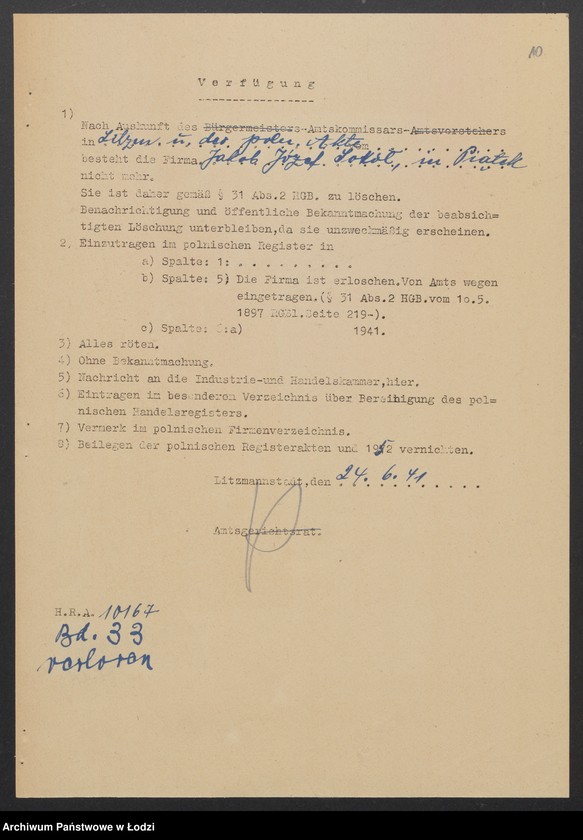 10
Verfügung
1)
Nach Auskunft des Bürgermeisters-Amtskommissars-Amtsvorstehers
in Litzm. u. der poln. Akte
besteht die Firma Jakob Józef Sokół, in Piątek
nicht mehr.
Sie ist daher gemäß § 31 Abs.2 HGB. zu löschen.
Benachrichtigung und öffentliche Bekanntmachung der beabsich=
tigten Löschung unterbleiben,da sie unzweckmäßig erscheinen.
2) Einzutragen im polnischen Register in
a) Spalte: 1: . . . . . . . . .
b) Spalte: 5) Die Firma ist erloschen.Von Amts wegen
eingetragen.(§ 31 Abs.2 HGB.vom 1o.5.
1897 RGBl.Seite 219-).
c) Spalte: :a) 1941.
3) Alles röten.
4) Ohne Bekanntmachung.
5) Nachricht an die Industrie-und Handelskammer,hier.
6) Eintragen im besonderen Verzeichnis über Bereinigung des pol=
nischen Handelsregisters.
7) Vermerk im polnischen Firmenverzeichnis.
8) Beilegen der polnischen Registerakten und 1952 vernichten.
Litzmannstadt,den 24. 6. 41
Amtsgerichtsrat.
H.R.A. 10167
Bd. 33
verloren
Archiwum Państwowe w Łodzi